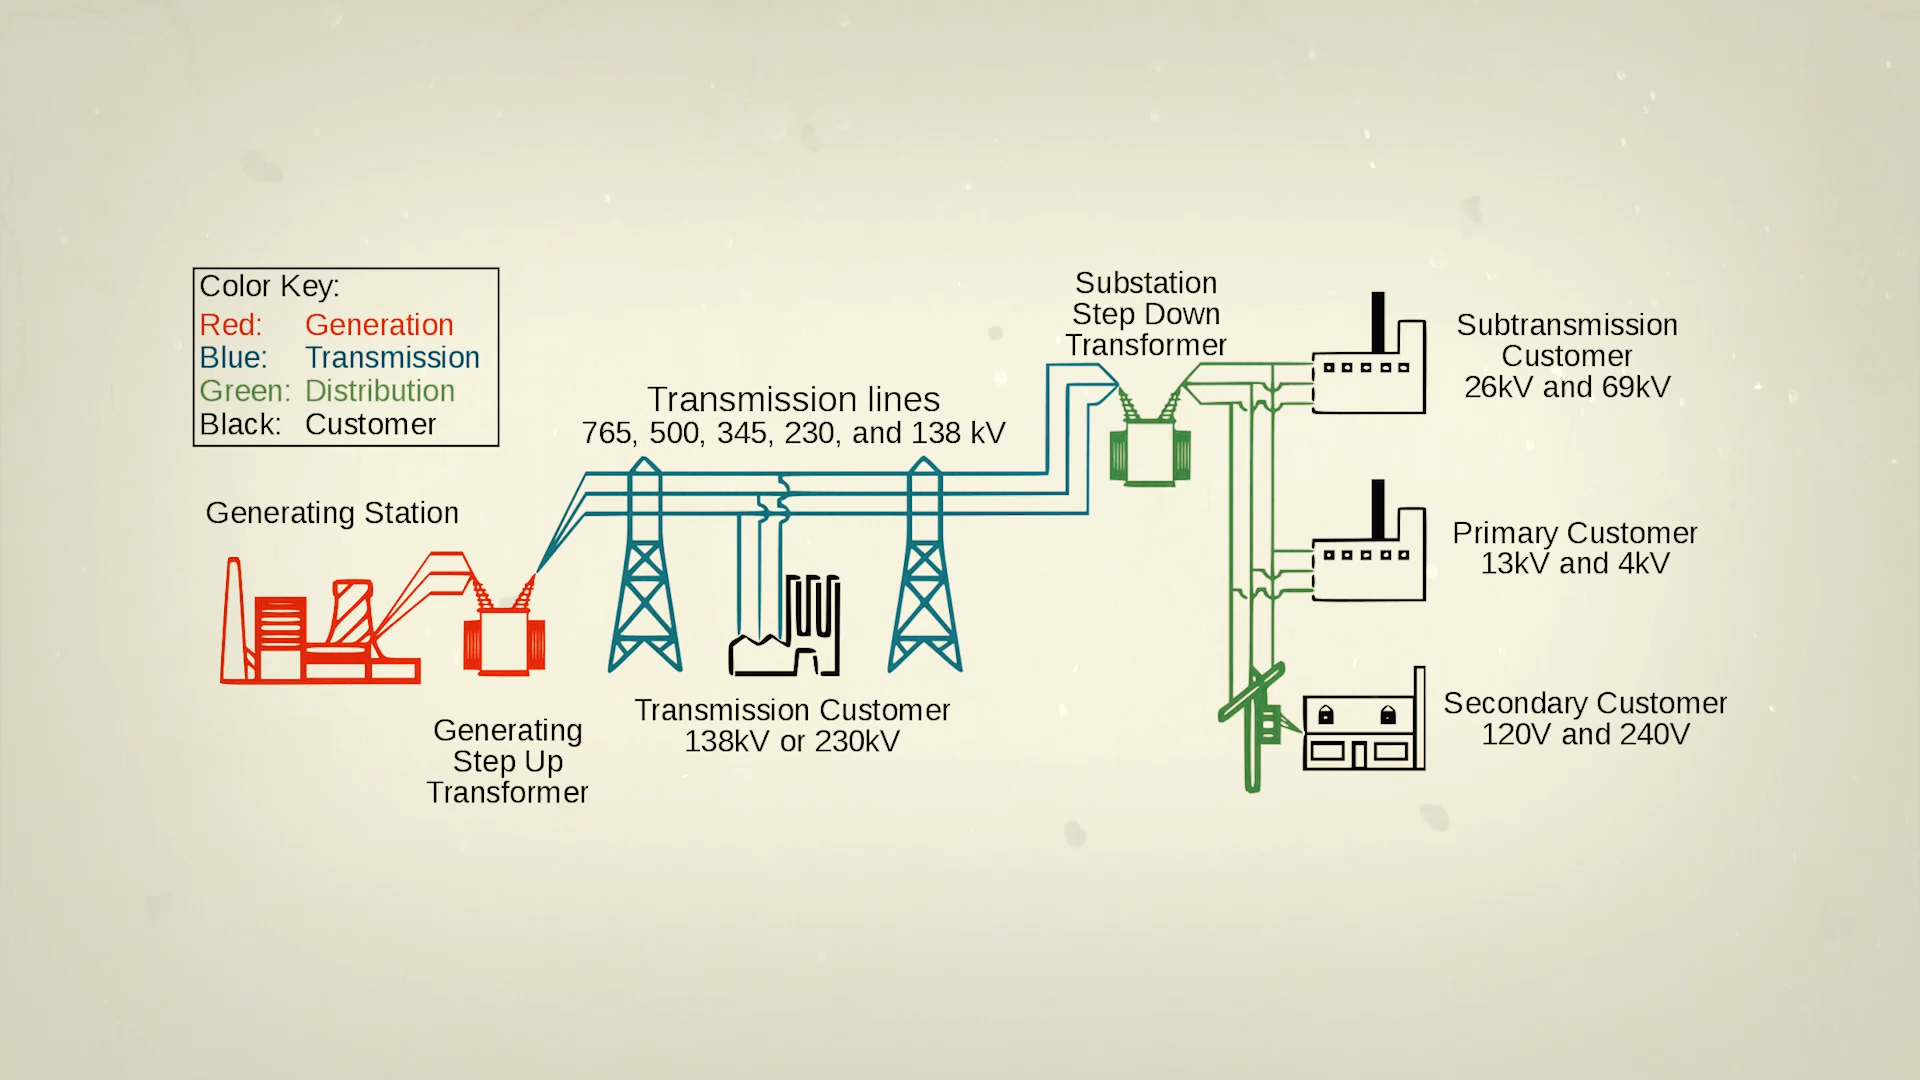 Color Key:
Red: Generation
Blue: Transmission
Green: Distribution
Black: Customer
Generating Station
Generating
Step Up
Transformer
Transmission lines
765, 500, 345, 230, and 138 kV
Transmission Customer
138kV or 230kV
Substation
Step Down
Transformer
Subtransmission
Customer
26kV and 69kV
Primary Customer
13kV and 4kV
Secondary Customer
120V and 240V